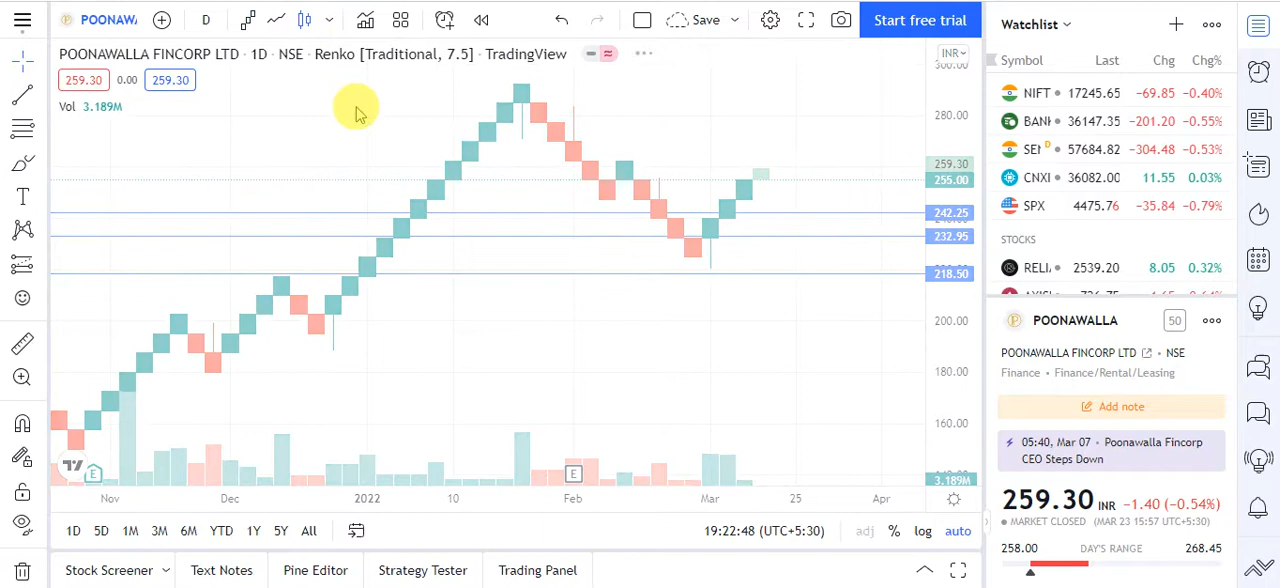 POONAWA
D
Save
Start free trial
POONAWALLA FINCORP LTD · 1D · NSE · Renko [Traditional, 7.5] · TradingView
INR
259.30 0.00 259.30
Vol 3.189M
300.00
280.00
259.30
255.00
242.25
232.95
218.50
200.00
180.00
160.00
3.189M
E
E
Nov Dec 2022 10 Feb Mar 25 Apr
1D 5D 1M 3M 6M YTD 1Y 5Y All
19:22:48 (UTC+5:30) adj % log auto
Stock Screener Text Notes Pine Editor Strategy Tester Trading Panel
Watchlist
Symbol Last Chg Chg%
NIFT 17245.65 −69.85 −0.40%
BANK 36147.35 −201.20 −0.55%
SEN D 57684.82 −304.48 −0.53%
CNXI 36082.00 11.55 0.03%
SPX 4475.76 −35.84 −0.79%
STOCKS
RELI 2539.20 8.05 0.32%
POONAWALLA 50
POONAWALLA FINCORP LTD • NSE
Finance • Finance/Rental/Leasing
Add note
05:40, Mar 07 • Poonawalla Fincorp
CEO Steps Down
259.30 INR −1.40 (−0.54%)
MARKET CLOSED (MAR 23 15:57 UTC+5:30)
258.00 DAY'S RANGE 268.45